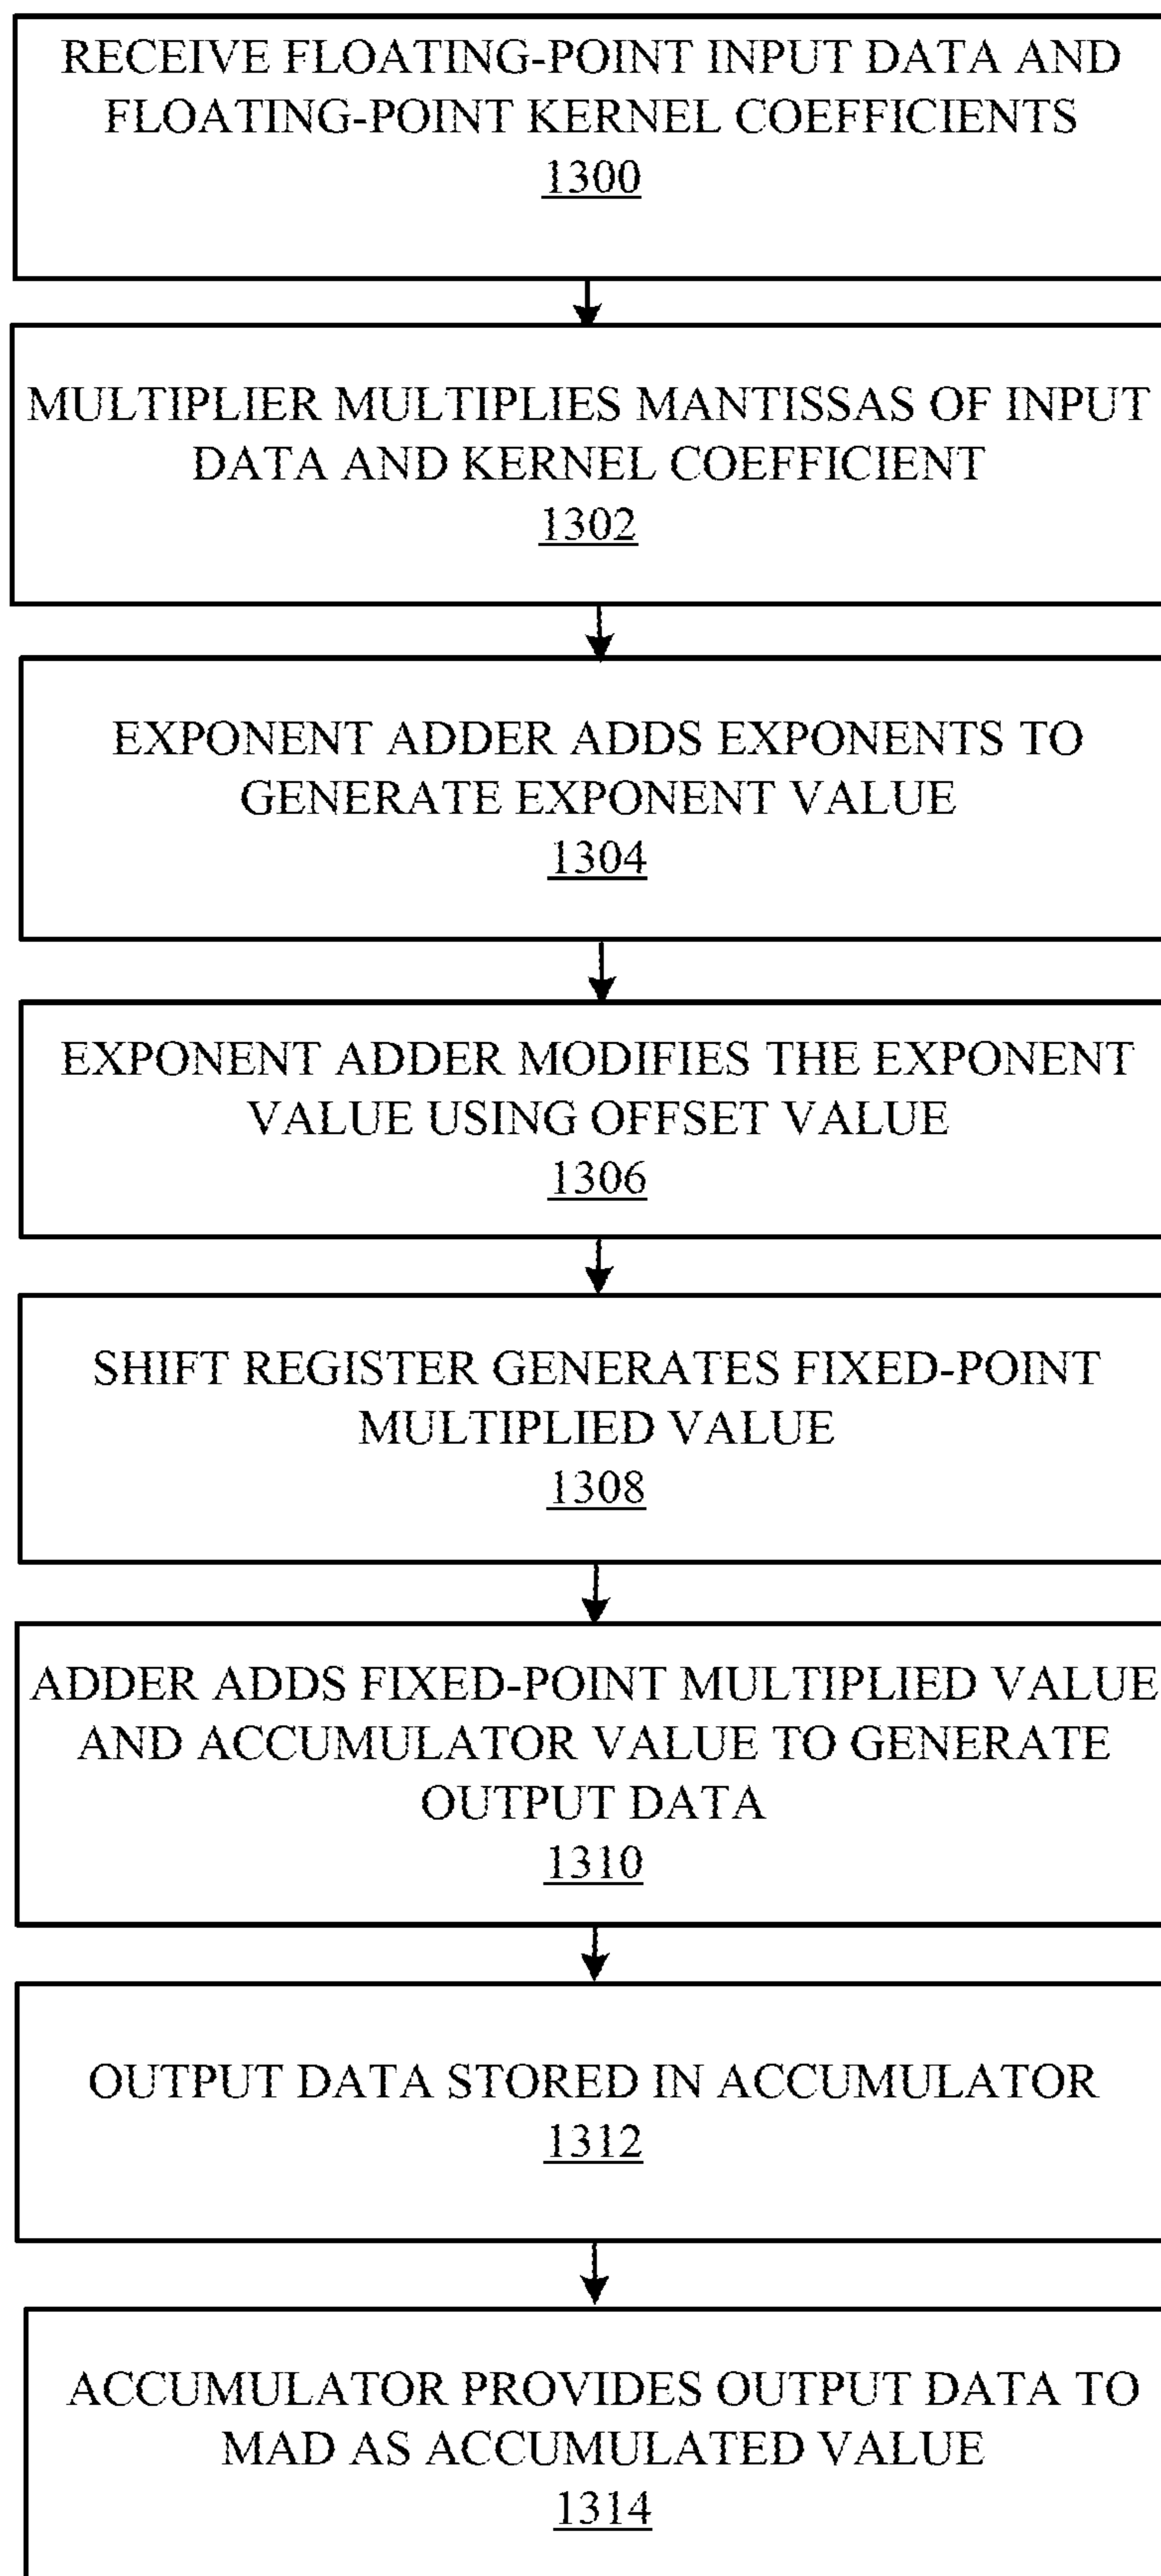 RECEIVE FLOATING-POINT INPUT DATA AND
FLOATING-POINT KERNEL COEFFICIENTS
1300
MULTIPLIER MULTIPLIES MANTISSAS OF INPUT
DATA AND KERNEL COEFFICIENT
1302
EXPONENT ADDER ADDS EXPONENTS TO
GENERATE EXPONENT VALUE
1304
EXPONENT ADDER MODIFIES THE EXPONENT
VALUE USING OFFSET VALUE
1306
SHIFT REGISTER GENERATES FIXED-POINT
MULTIPLIED VALUE
1308
ADDER ADDS FIXED-POINT MULTIPLIED VALUE
AND ACCUMULATOR VALUE TO GENERATE
OUTPUT DATA
1310
OUTPUT DATA STORED IN ACCUMULATOR
1312
ACCUMULATOR PROVIDES OUTPUT DATA TO
MAD AS ACCUMULATED VALUE
1314